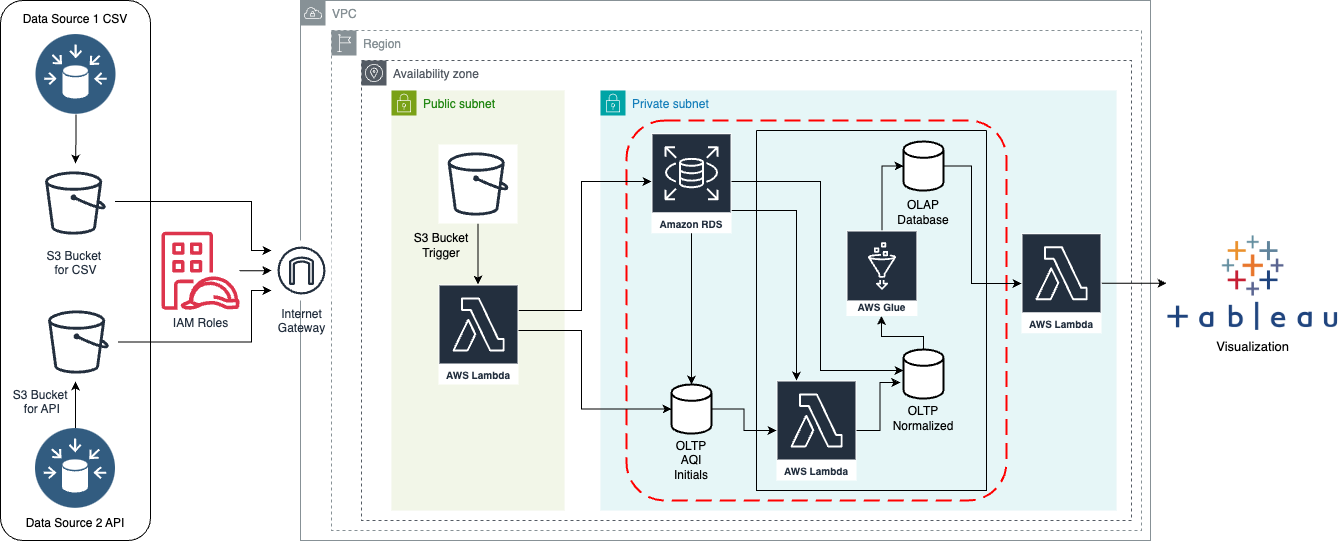 Data Source 1 CSV
S3 Bucket
for CSV
IAM Roles
S3 Bucket
for API
Data Source 2 API
Internet
Gateway
VPC
Region
Availability zone
Public subnet
S3 Bucket
Trigger
AWS Lambda
Private subnet
Amazon RDS
OLTP
AQI
Initials
AWS Lambda
OLAP
Database
AWS Glue
OLTP
Normalized
AWS Lambda
+ableau
Visualization